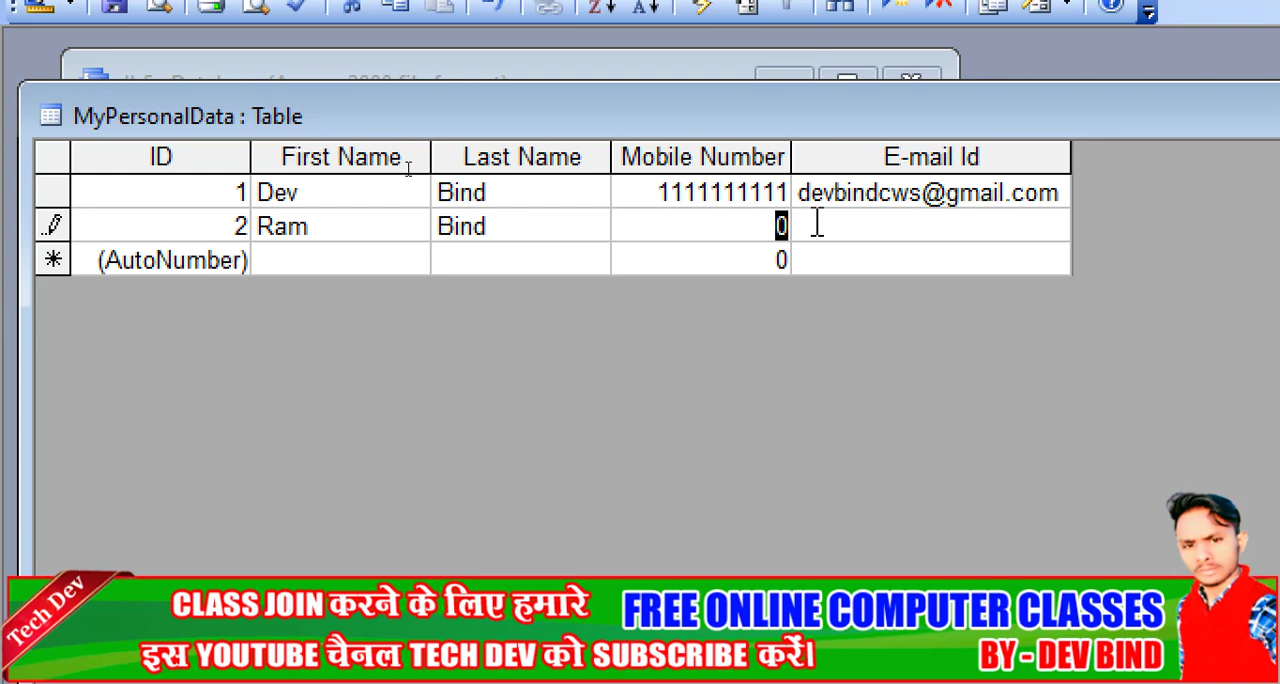 MyPersonalData : Table
ID First Name Last Name Mobile Number E-mail Id
1 Dev Bind 1111111111 devbindcws@gmail.com
2 Ram Bind 0
(AutoNumber) 0
Tech Dev
CLASS JOIN करने के लिए हमारे
इस YOUTUBE चैनल TECH DEV को SUBSCRIBE करें।
FREE ONLINE COMPUTER CLASSES
BY - DEV BIND